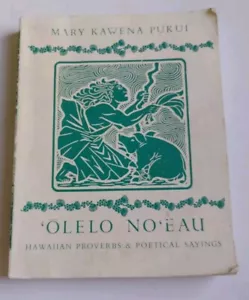 MARY KAWENA PUKUI
ʻŌLELO NOʻEAU
HAWAIIAN PROVERBS & POETICAL SAYINGS